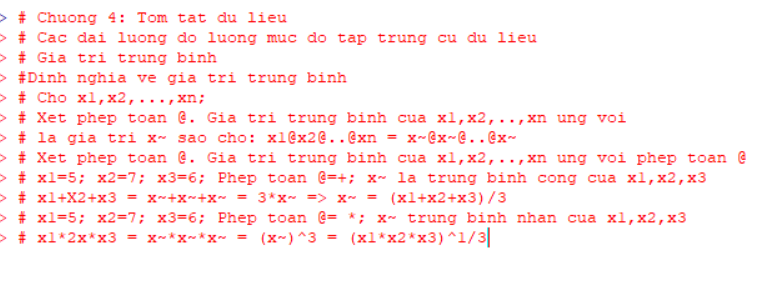 > # Chuong 4: Tom tat du lieu
> # Cac dai luong do luong muc do tap trung cu du lieu
> # Gia tri trung binh
> #Dinh nghia ve gia tri trung binh
> # Cho x1,x2,...,xn;
> # Xet phep toan @. Gia tri trung binh cua x1,x2,..,xn ung voi
> # la gia tri x~ sao cho: x1@x2@..@xn = x~@x~@..@x~
> # Xet phep toan @. Gia tri trung binh cua x1,x2,..,xn ung voi phep toan @
> # x1=5; x2=7; x3=6; Phep toan @=+; x~ la trung binh cong cua x1,x2,x3
> # x1+X2+x3 = x~+x~+x~ = 3*x~ => x~ = (x1+x2+x3)/3
> # x1=5; x2=7; x3=6; Phep toan @= *; x~ trung binh nhan cua x1,x2,x3
> # x1*2x*x3 = x~*x~*x~ = (x~)^3 = (x1*x2*x3)^1/3